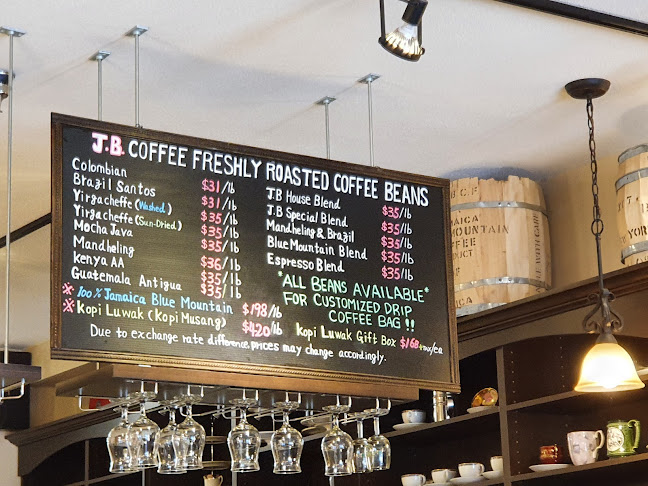 J.B. COFFEE FRESHLY ROASTED COFFEE BEANS
Colombian $31/lb
Brazil Santos $31/lb
Yirgacheffe (Washed) $35/lb
Yirgacheffe (Sun-Dried) $35/lb
Mocha Java $35/lb
Mandheling $36/lb
Kenya AA $35/lb
Guatemala Antigua $35/lb
※ 100% Jamaica Blue Mountain $198/lb
※ Kopi Luwak (Kopi Musang) $420/lb
J.B House Blend $35/lb
J.B Special Blend $35/lb
Mandheling & Brazil $35/lb
Blue Mountain Blend $35/lb
Espresso Blend $35/lb
*ALL BEANS AVAILABLE*
FOR CUSTOMIZED DRIP
COFFEE BAG !!
Kopi Luwak Gift Box $168+tax/ea
Due to exchange rate difference, prices may change accordingly.
MOUNTAIN